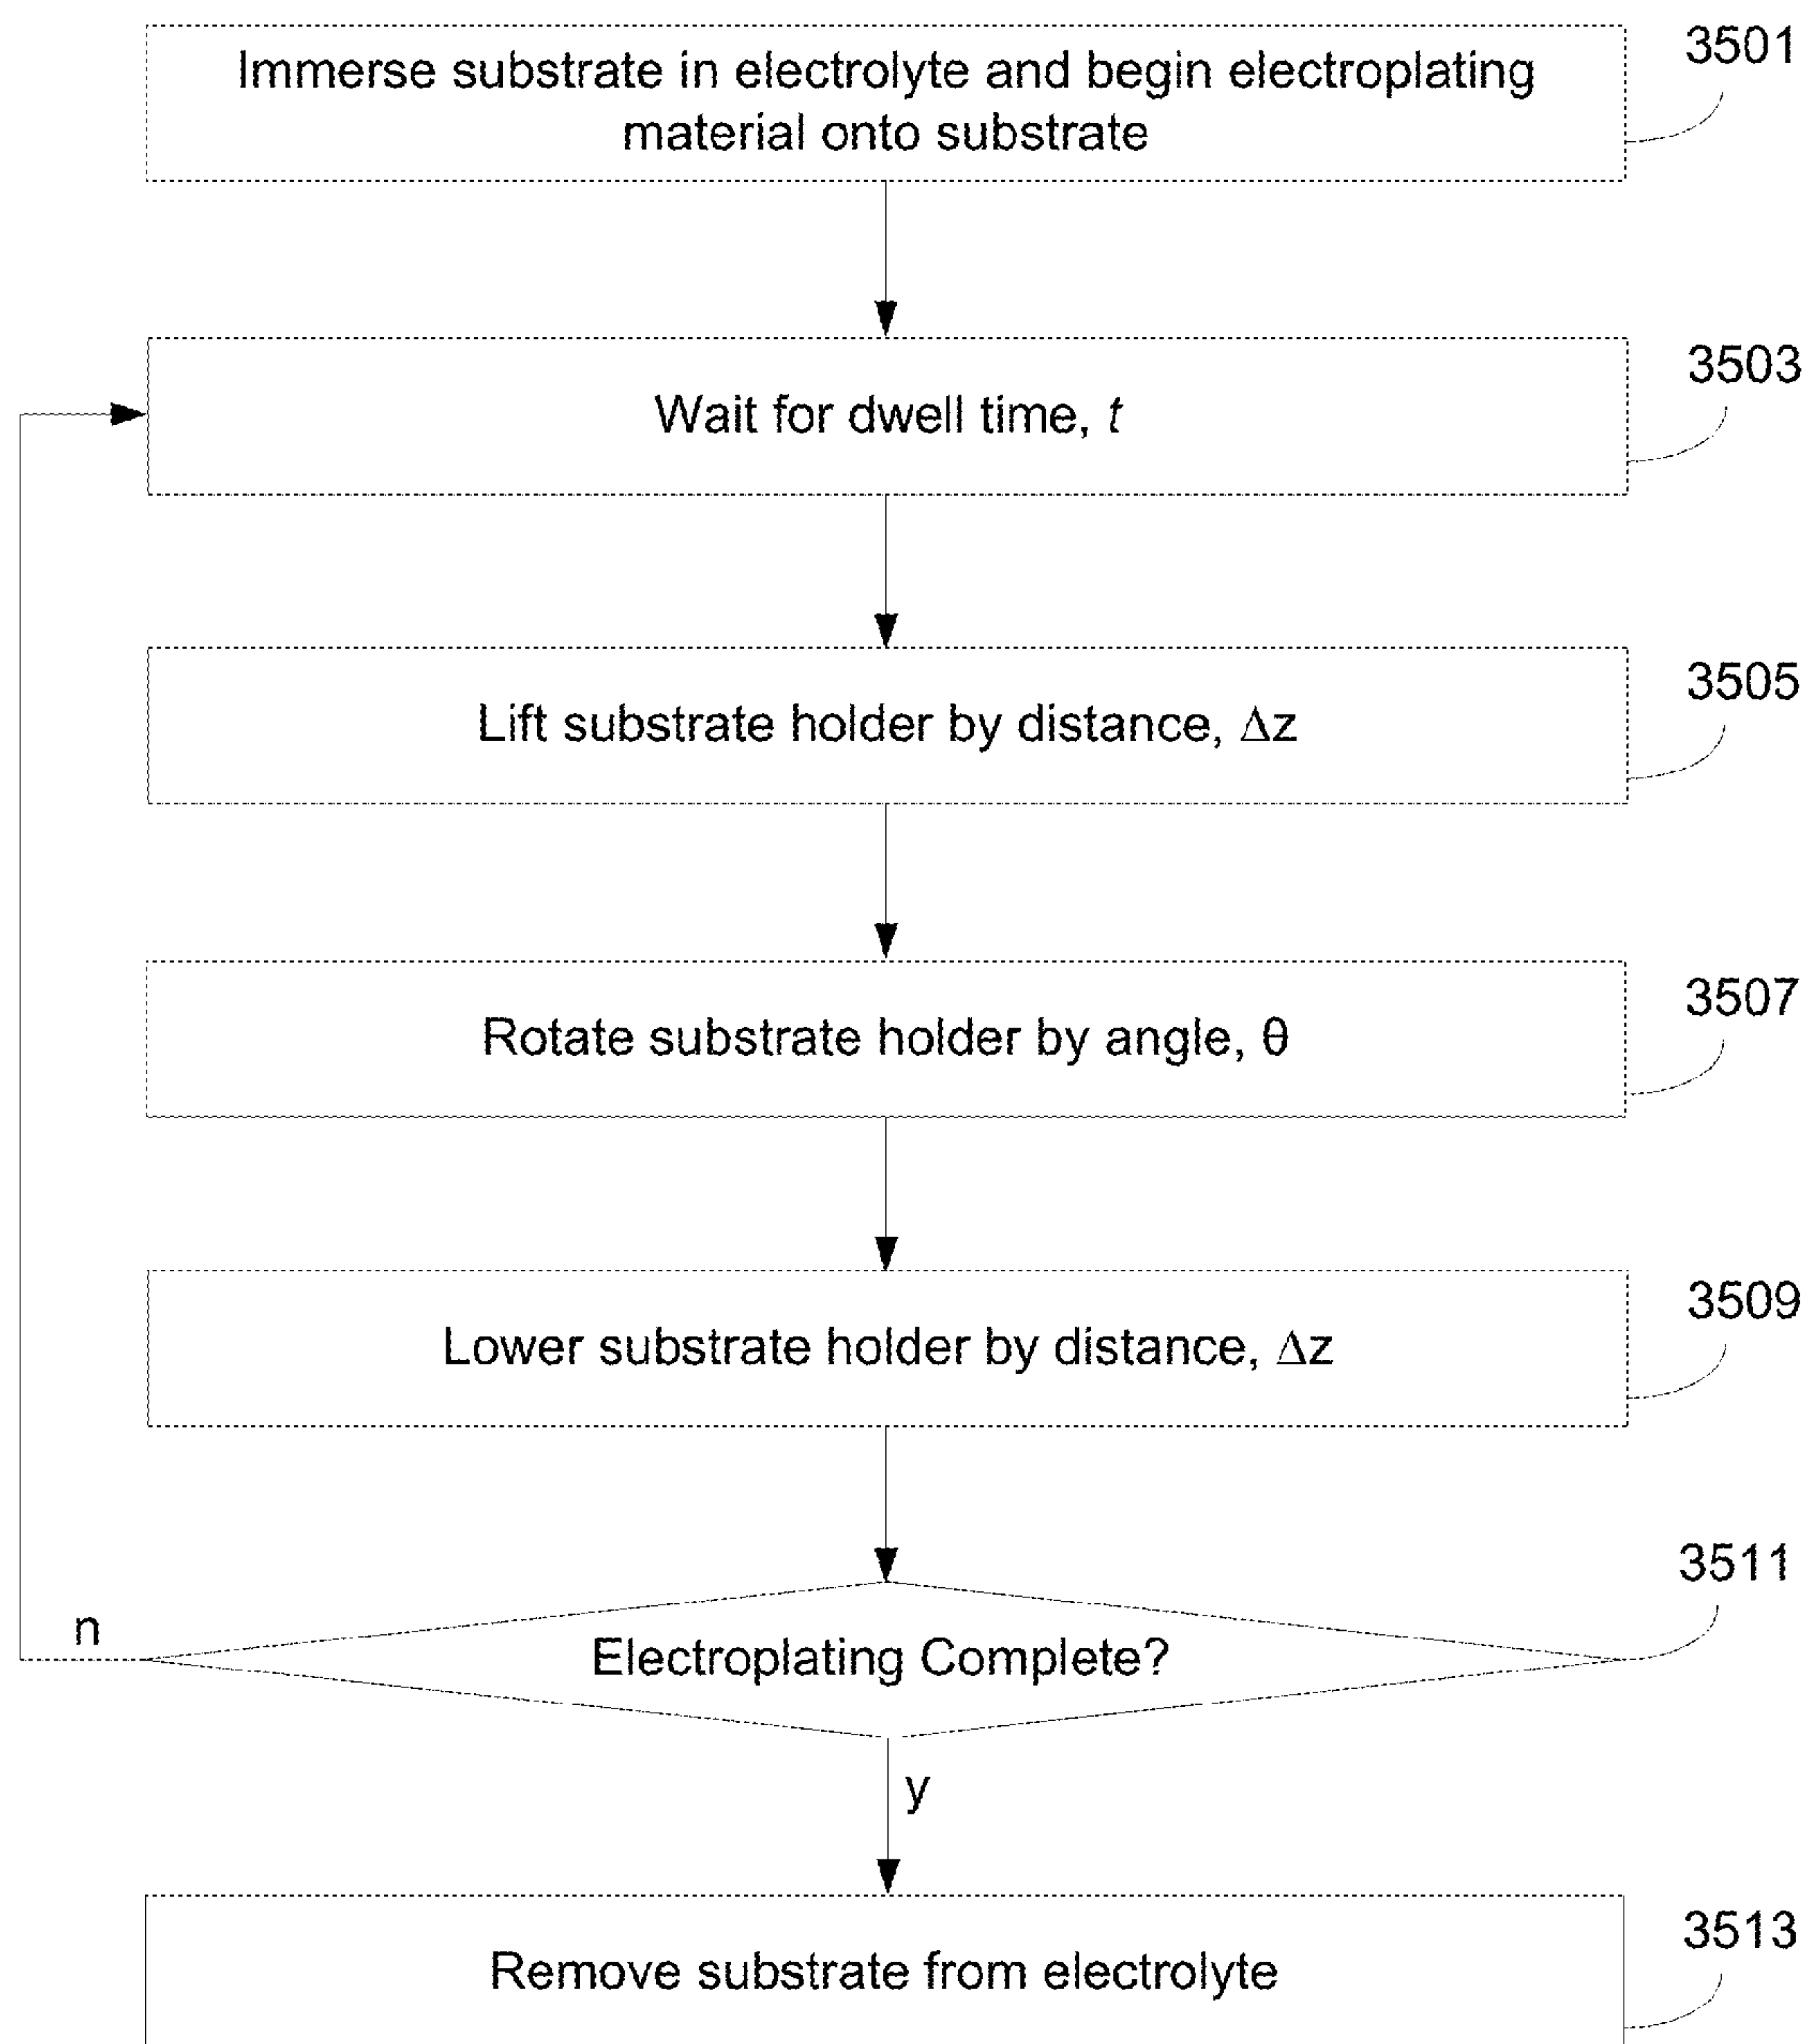 3501
Immerse substrate in electrolyte and begin electroplating
material onto substrate
3503
Wait for dwell time, t
3505
Lift substrate holder by distance, Δz
3507
Rotate substrate holder by angle, θ
3509
Lower substrate holder by distance, Δz
3511
n
Electroplating Complete?
y
3513
Remove substrate from electrolyte